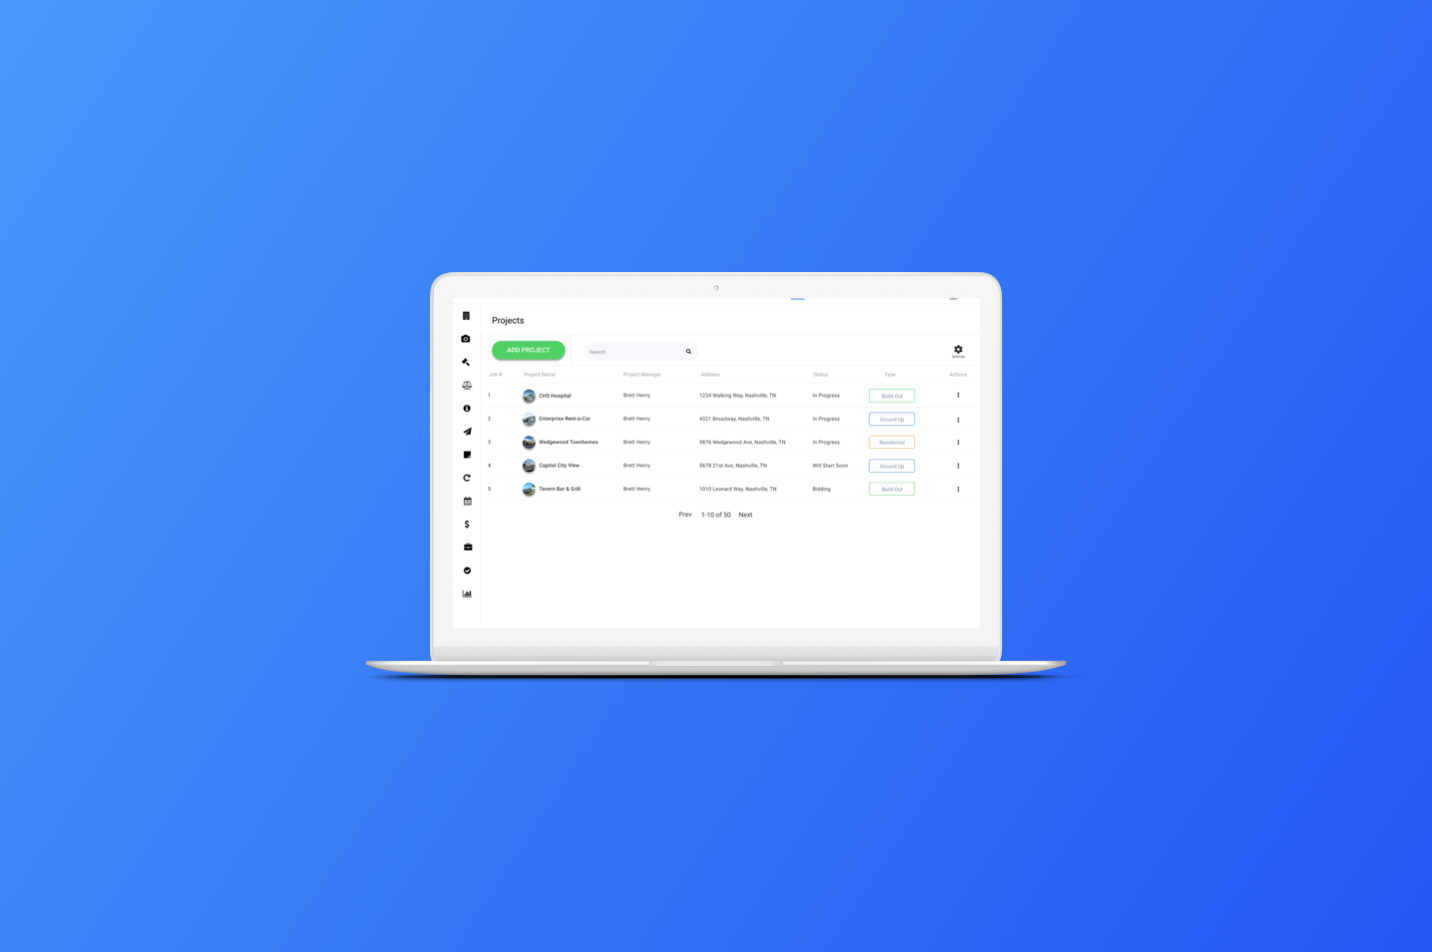 Projects
ADD PROJECT
Search
Settings
Job # Project Name Project Manager Address Status Type Actions
1 CHS Hospital Brett Henry 1234 Walking Way, Nashville, TN In Progress Build Out
2 Enterprise Rent-a-Car Brett Henry 4321 Broadway, Nashville, TN In Progress Ground Up
3 Wedgewood Townhomes Brett Henry 9876 Wedgewood Ave, Nashville, TN In Progress Residential
4 Capital City View Brett Henry 5678 21st Ave, Nashville, TN Will Start Soon Ground Up
5 Tavern Bar & Grill Brett Henry 1010 Leonard Way, Nashville, TN Bidding Build Out
Prev 1-10 of 50 Next